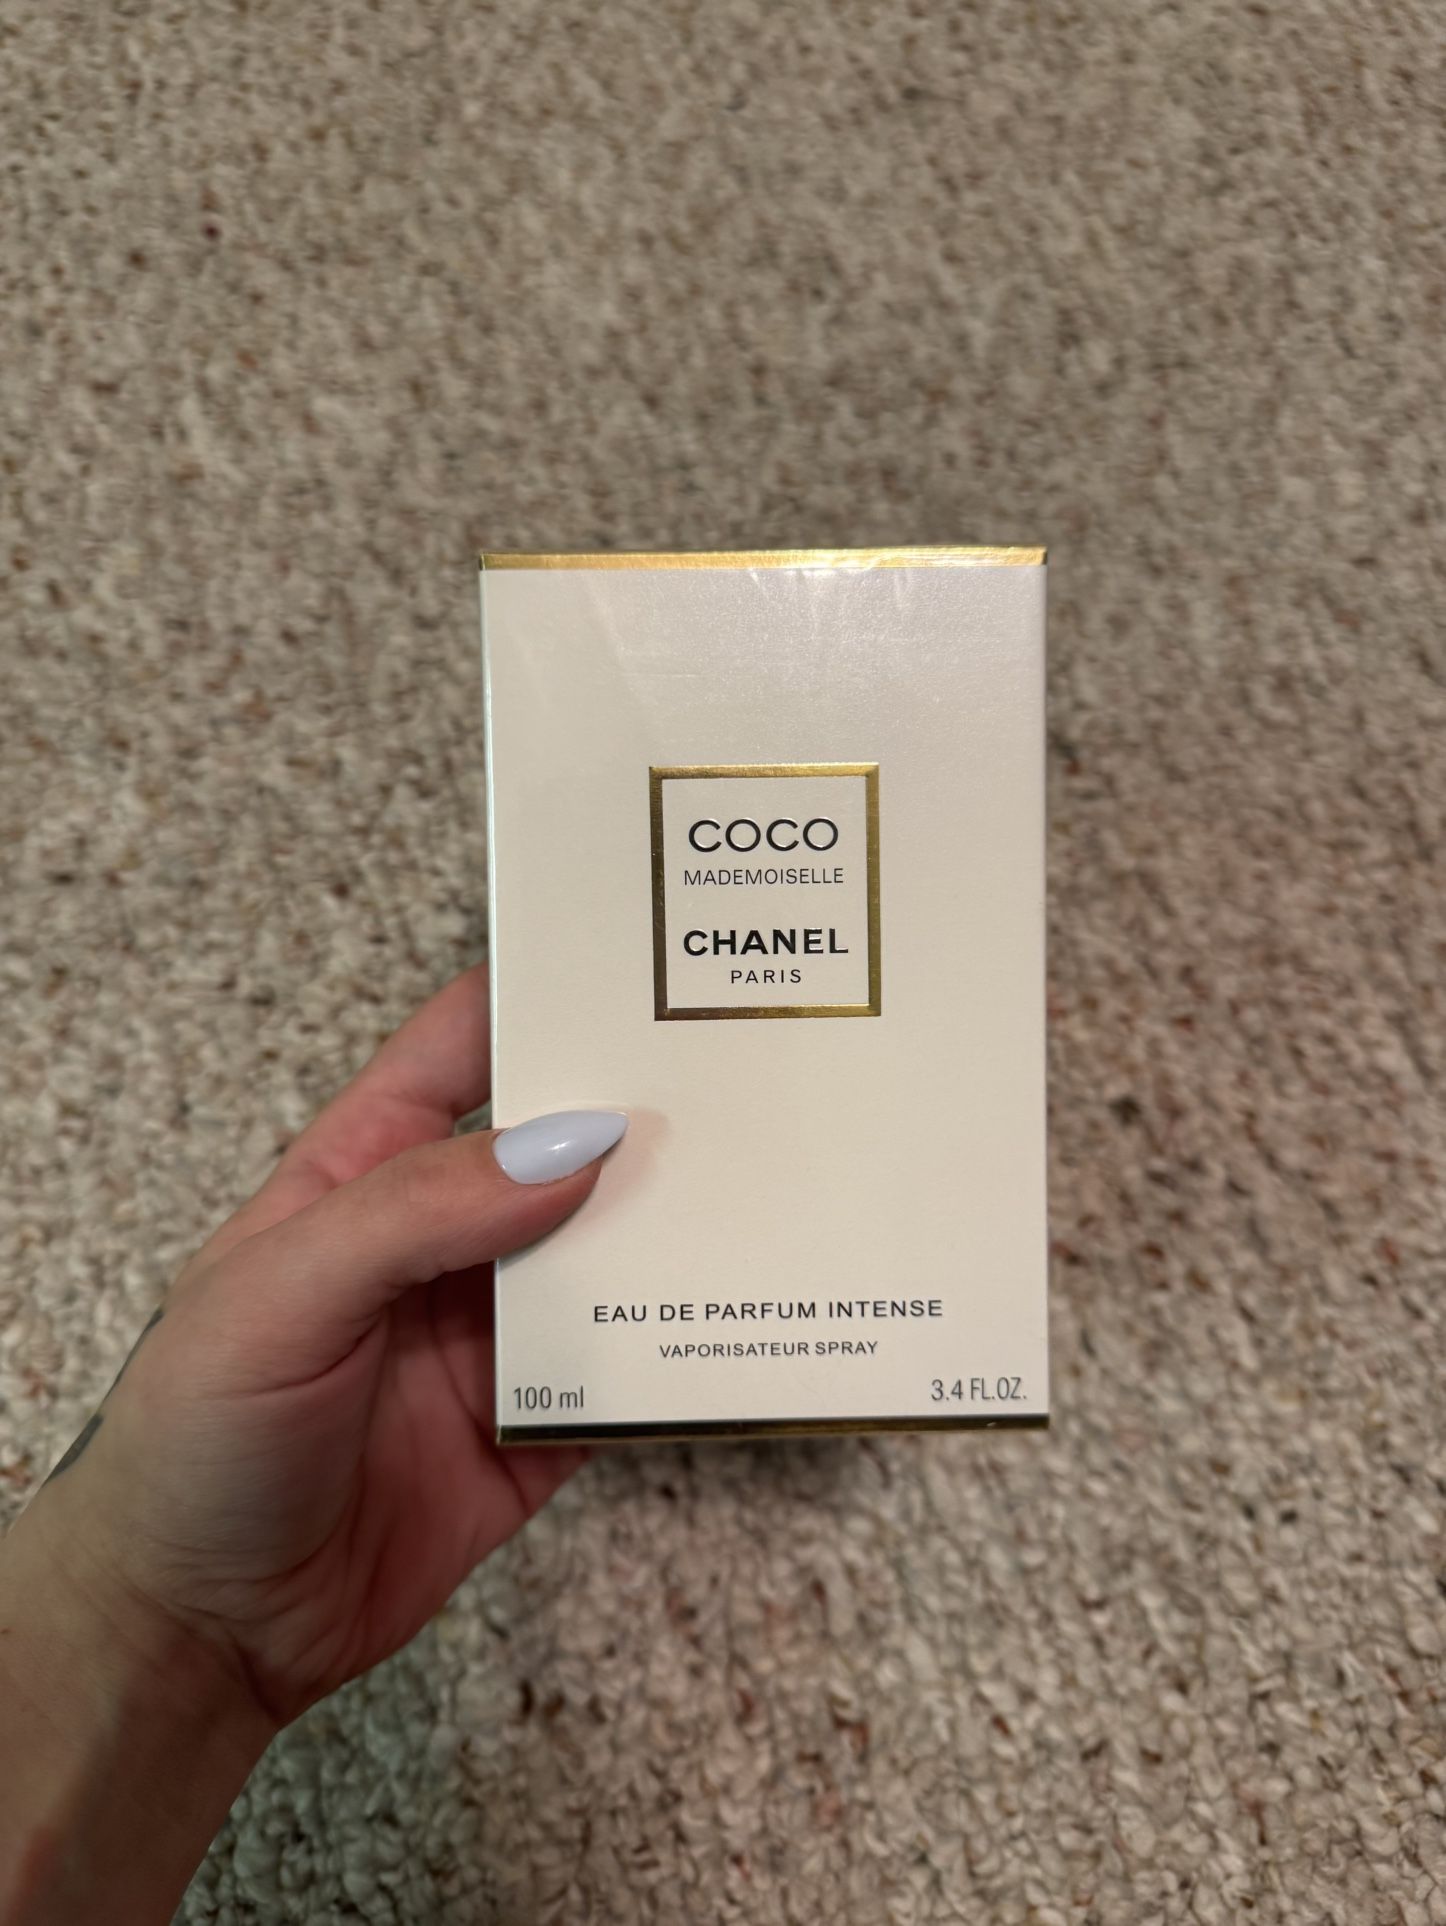 COCO
MADEMOISELLE
CHANEL
PARIS
EAU DE PARFUM INTENSE
VAPORISATEUR SPRAY
100 ml
3.4 FL.OZ.